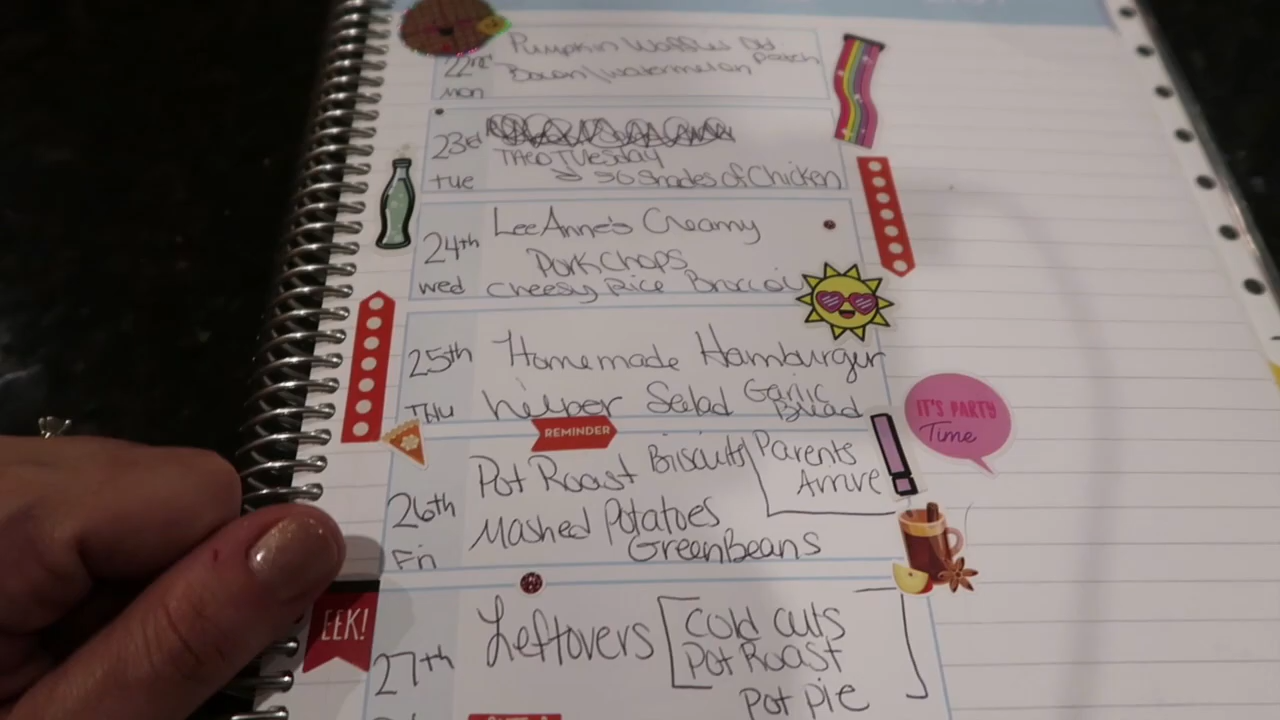 Pumpkin Waffles
peach
22nd Bacon/watermelon
Mon
23rd
TACO TUESDAY
Tue 50 Shades of Chicken
LeeAnne's Creamy
24th Pork Chops
Wed Cheesy Rice Broccoli
25th Homemade Hamburger
Thu helper Salad Garlic Bread
IT'S PARTY
Time
REMINDER
Pot Roast Biscuits Parents
Arrive
26th Mashed Potatoes
Fri GreenBeans
EEK!
27th Leftovers Cold cuts
Pot Roast
Pot pie